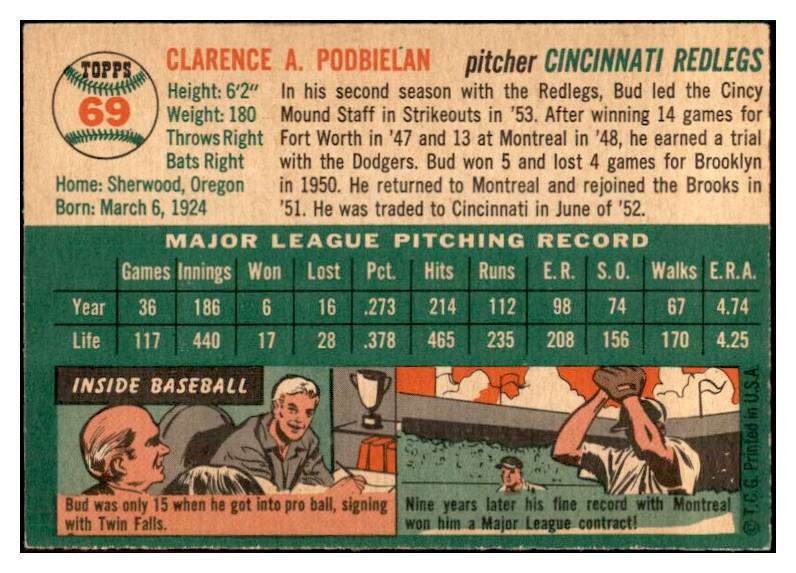 TOPPS
69
CLARENCE A. PODBIELAN pitcher CINCINNATI REDLEGS
Height: 6'2"
Weight: 180
Throws Right
Bats Right
Home: Sherwood, Oregon
Born: March 6, 1924
In his second season with the Redlegs, Bud led the Cincy
Mound Staff in Strikeouts in '53. After winning 14 games for
Fort Worth in '47 and 13 at Montreal in '48, he earned a trial
with the Dodgers. Bud won 5 and lost 4 games for Brooklyn
in 1950. He returned to Montreal and rejoined the Brooks in
'51. He was traded to Cincinnati in June of '52.
MAJOR LEAGUE PITCHING RECORD
Games Innings Won Lost Pct. Hits Runs E.R. S.O. Walks E.R.A.
Year 36 186 6 16 .273 214 112 98 74 67 4.74
Life 117 440 17 28 .378 465 235 208 156 170 4.25
INSIDE BASEBALL
Bud was only 15 when he got into pro ball, signing
with Twin Falls.
Nine years later his fine record with Montreal
won him a Major League contract!
© T.C.G. Printed in U.S.A.